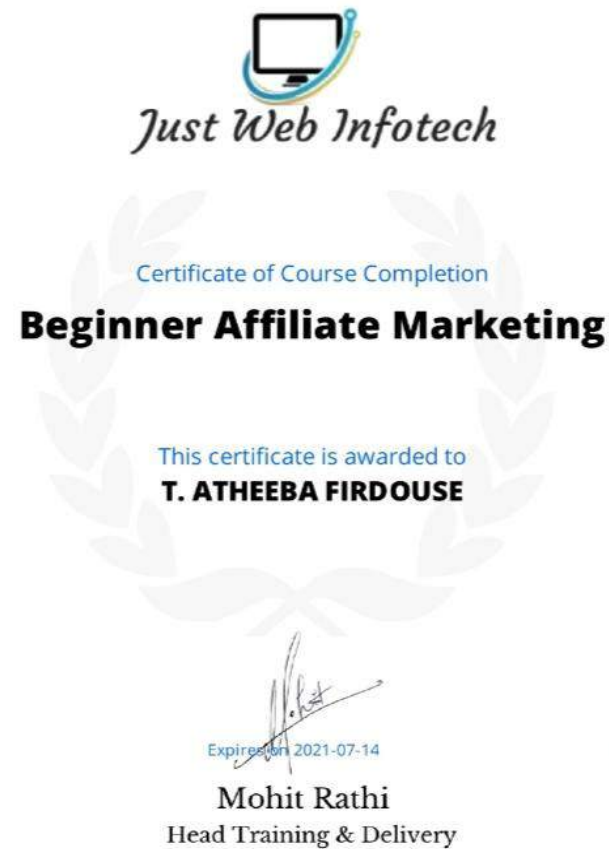 Just Web Infotech
Certificate of Course Completion
Beginner Affiliate Marketing
This certificate is awarded to
T. ATHEEBA FIRDOUSE
Mohit
Expires on 2021-07-14
Mohit Rathi
Head Training & Delivery